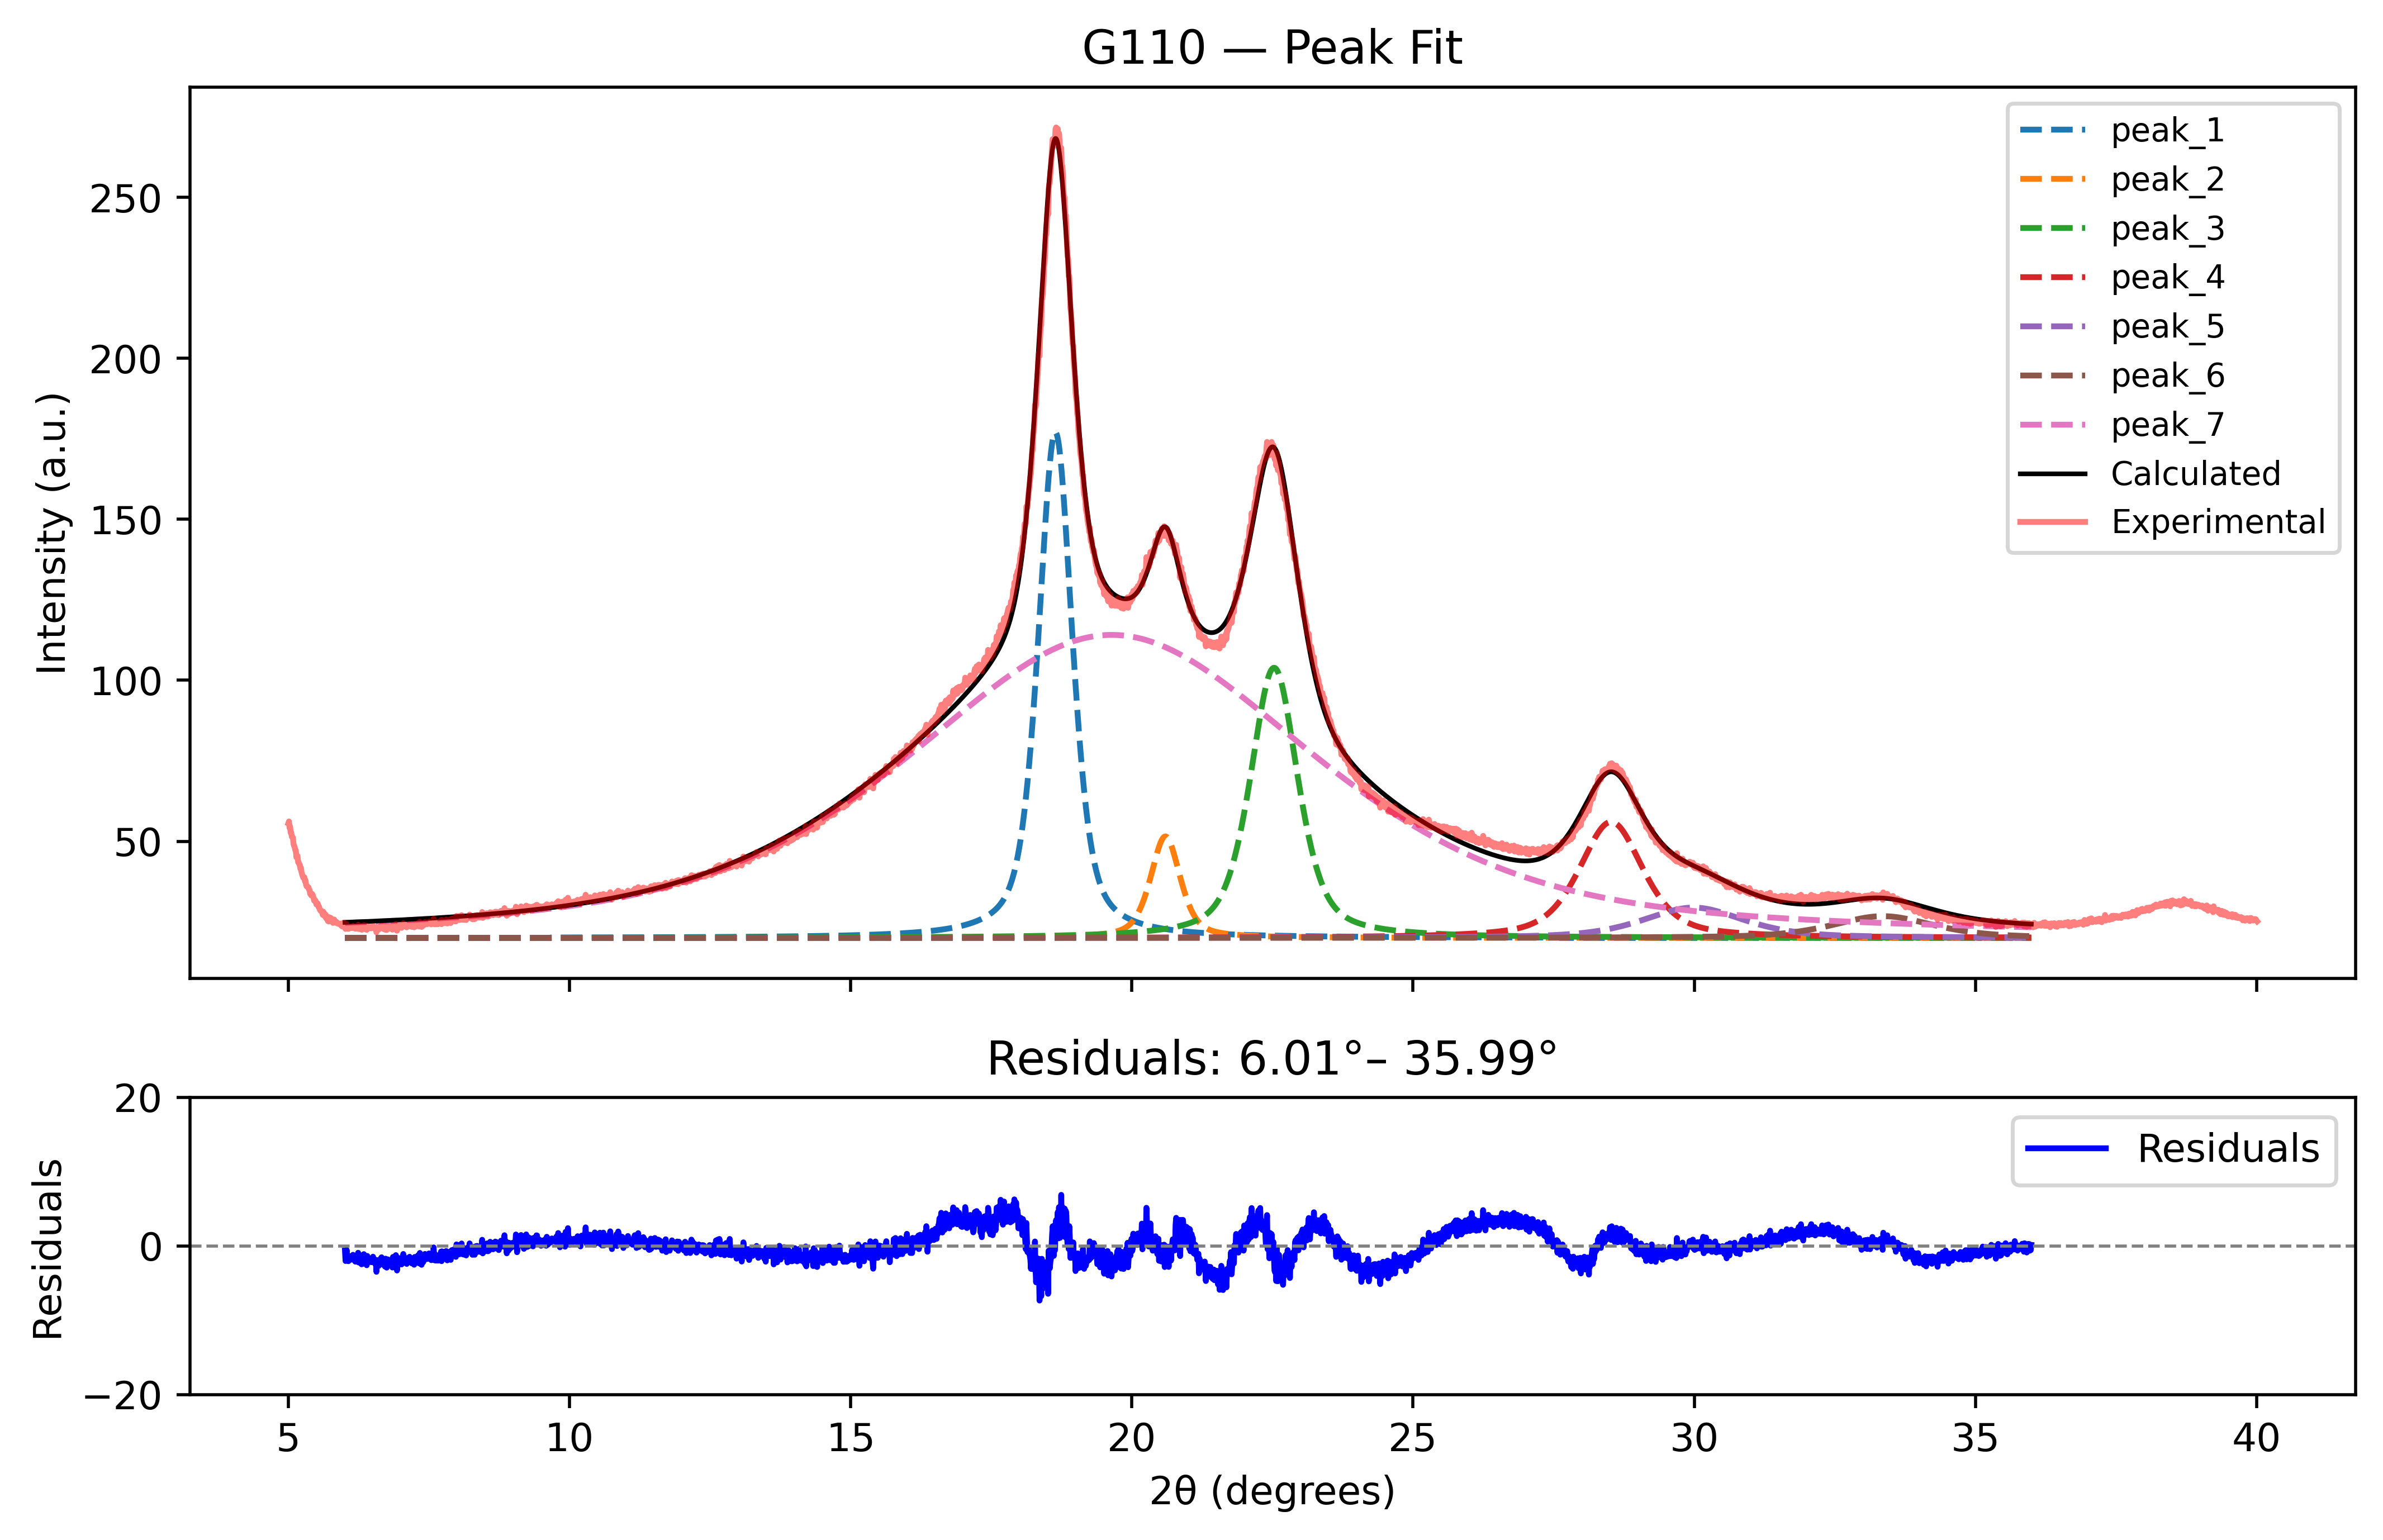 G110 — Peak Fit
Intensity (a.u.)
250
200
150
100
50
peak_1
peak_2
peak_3
peak_4
peak_5
peak_6
peak_7
Calculated
Experimental
Residuals: 6.01°– 35.99°
Residuals
20
0
−20
Residuals
5 10 15 20 25 30 35 40
2θ (degrees)